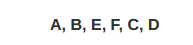 A, B, E, F, C, D